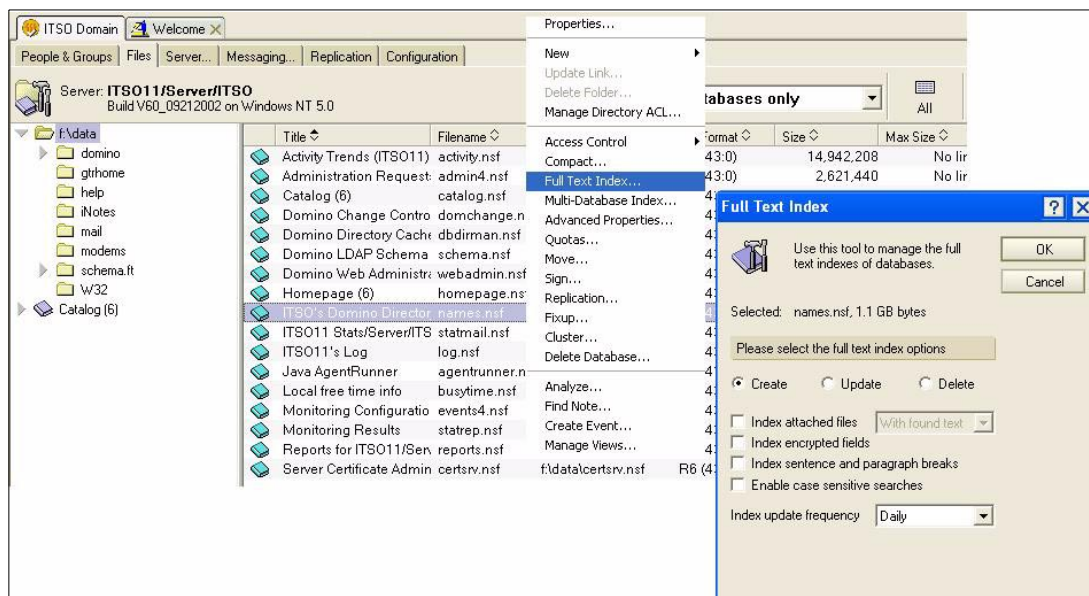 ITSO Domain Welcome
People & Groups Files Server... Messaging... Replication Configuration
Server: ITSO11/Server/ITSO
Build V60_09212002 on Windows NT 5.0
tabases only
All
f:\data
domino
gtrhome
help
iNotes
mail
modems
schema.ft
W32
Catalog (6)
Title Filename Format Size Max Size
Activity Trends (ITSO11) activity.nsf 43:0) 14,942,208 No lir
Administration Request: admin4.nsf 43:0) 2,621,440 No lir
Catalog (6) catalog.nsf
Domino Change Contro domchange.n
Domino Directory Cache dbdirman.nsf
Domino LDAP Schema schema.nsf
Domino Web Administra webadmin.nsf
Homepage (6) homepage.ns
ITSO's Domino Director names.nsf
ITSO11 Stats/Server/ITS statmail.nsf
ITSO11's Log log.nsf
Java AgentRunner agentrunner.n
Local free time info busytime.nsf
Monitoring Configuratio events4.nsf
Monitoring Results statrep.nsf
Reports for ITSO11/Serv reports.nsf
Server Certificate Admin certsrv.nsf f:\data\certsrv.nsf R6 (4
Properties...
New
Update Link...
Delete Folder...
Manage Directory ACL...
Access Control
Compact...
Full Text Index...
Multi-Database Index...
Advanced Properties...
Quotas...
Move...
Sign...
Replication...
Fixup...
Cluster...
Delete Database...
Analyze...
Find Note...
Create Event...
Manage Views...
Full Text Index
Use this tool to manage the full
text indexes of databases.
OK
Cancel
Selected: names.nsf, 1.1 GB bytes
Please select the full text index options
Create Update Delete
Index attached files With found text
Index encrypted fields
Index sentence and paragraph breaks
Enable case sensitive searches
Index update frequency Daily